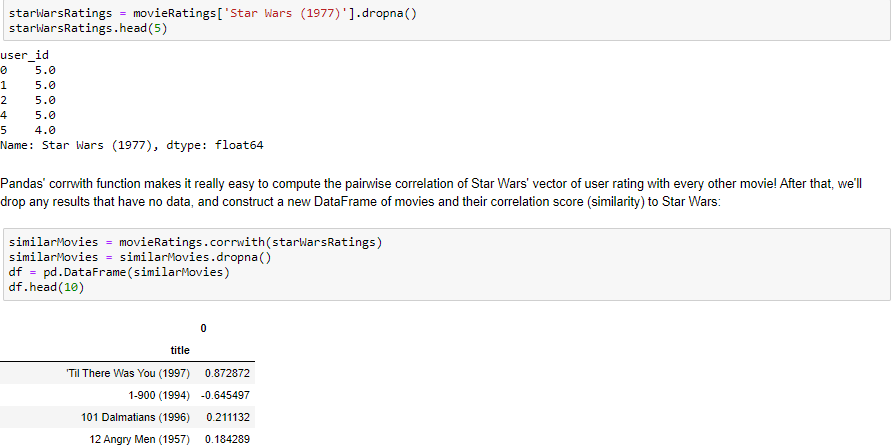 starWarsRatings = movieRatings['Star Wars (1977)'].dropna()
starWarsRatings.head(5)
user_id
0    5.0
1    5.0
2    5.0
4    5.0
5    4.0
Name: Star Wars (1977), dtype: float64
Pandas' corrwith function makes it really easy to compute the pairwise correlation of Star Wars' vector of user rating with every other movie! After that, we'll
drop any results that have no data, and construct a new DataFrame of movies and their correlation score (similarity) to Star Wars:
similarMovies = movieRatings.corrwith(starWarsRatings)
similarMovies = similarMovies.dropna()
df = pd.DataFrame(similarMovies)
df.head(10)
0
title
'Til There Was You (1997) 0.872872
1-900 (1994) -0.645497
101 Dalmatians (1996) 0.211132
12 Angry Men (1957) 0.184289